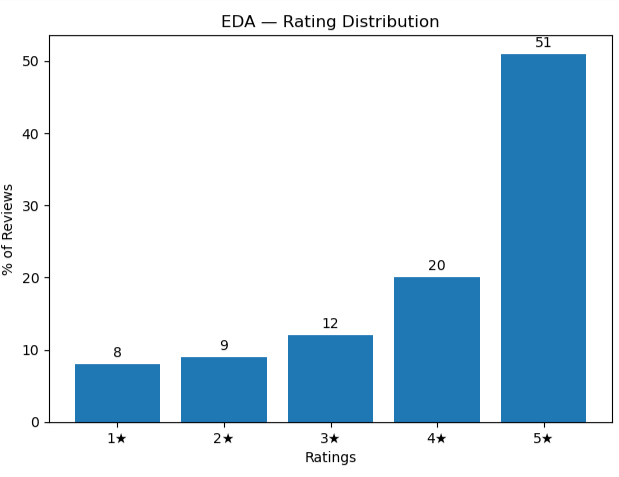 EDA — Rating Distribution
51
50
40
30
20
20
12
10
9
8
0
1★ 2★ 3★ 4★ 5★
Ratings
% of Reviews